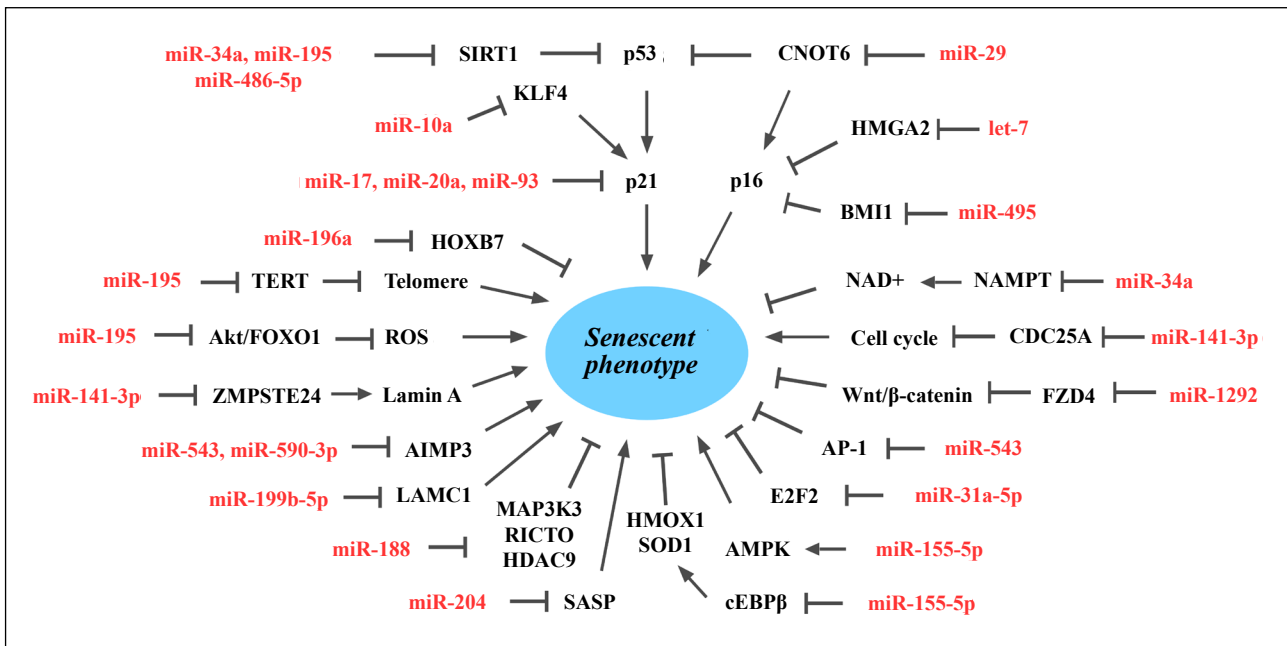 miR-34a, miR-195
miR-486-5p
SIRT1
p53
CNOT6
miR-29
KLF4
miR-10a
HMGA2
let-7
miR-17, miR-20a, miR-93
p21
p16
BMI1
miR-495
miR-196a
HOXB7
miR-195
TERT
Telomere
NAD+
NAMPT
miR-34a
miR-195
Akt/FOXO1
ROS
Senescent
phenotype
Cell cycle
CDC25A
miR-141-3p
miR-141-3p
ZMPSTE24
Lamin A
Wnt/β-catenin
FZD4
miR-1292
miR-543, miR-590-3p
AIMP3
AP-1
miR-543
miR-199b-5p
LAMC1
E2F2
miR-31a-5p
MAP3K3
RICTO
HDAC9
miR-188
HMOX1
SOD1
AMPK
miR-155-5p
miR-204
SASP
cEBPβ
miR-155-5p